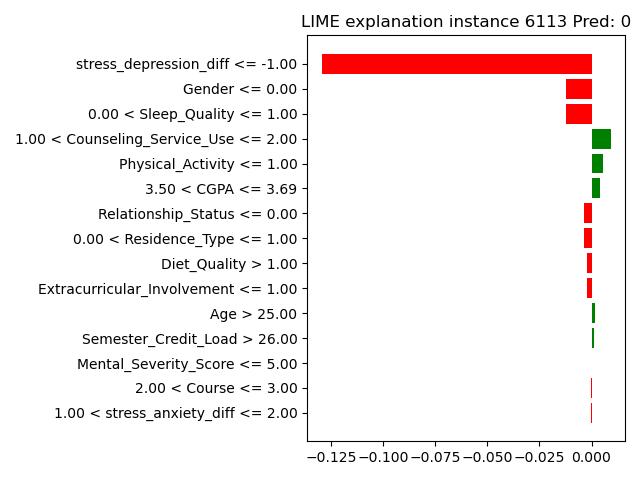 LIME explanation instance 6113 Pred: 0
stress_depression_diff <= -1.00
Gender <= 0.00
0.00 < Sleep_Quality <= 1.00
1.00 < Counseling_Service_Use <= 2.00
Physical_Activity <= 1.00
3.50 < CGPA <= 3.69
Relationship_Status <= 0.00
0.00 < Residence_Type <= 1.00
Diet_Quality > 1.00
Extracurricular_Involvement <= 1.00
Age > 25.00
Semester_Credit_Load > 26.00
Mental_Severity_Score <= 5.00
2.00 < Course <= 3.00
1.00 < stress_anxiety_diff <= 2.00
−0.125 −0.100 −0.075 −0.050 −0.025 0.000